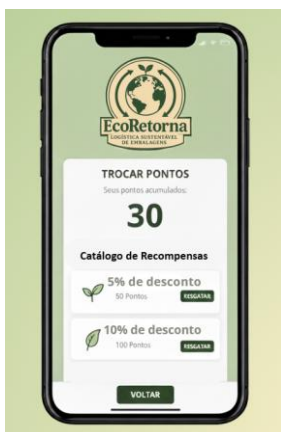 EcoRetorna
LOGÍSTICA SUSTENTÁVEL
DE EMBALAGENS
TROCAR PONTOS
Seus pontos acumulados:
30
Catálogo de Recompensas
5% de desconto
50 Pontos
RESGATAR
10% de desconto
100 Pontos
RESGATAR
VOLTAR